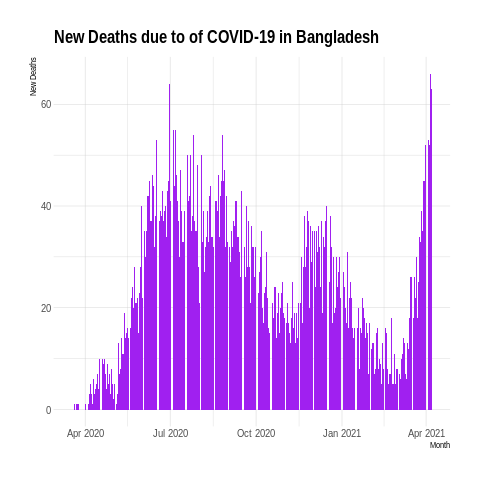 New Deaths due to of COVID-19 in Bangladesh
New Deaths
60
40
20
0
Apr 2020 Jul 2020 Oct 2020 Jan 2021 Apr 2021
Month